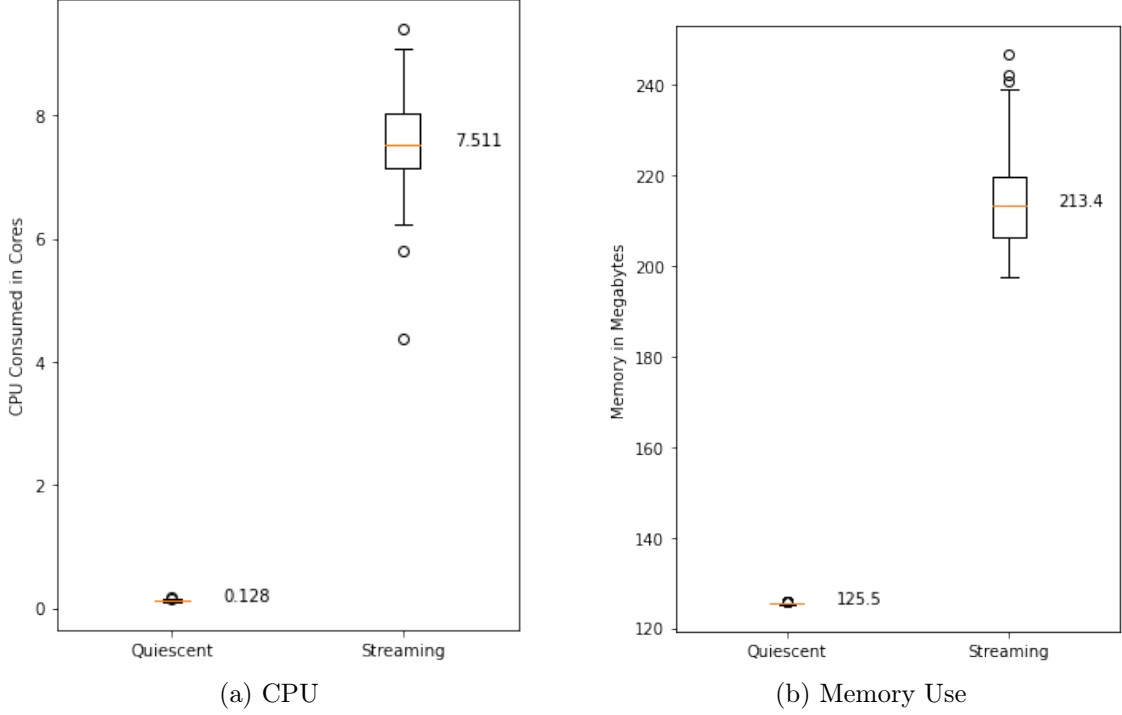 CPU Consumed in Cores
8
6
4
2
0
7.511
0.128
Quiescent
Streaming
(a) CPU
Memory in Megabytes
240
220
200
180
160
140
120
213.4
125.5
Quiescent
Streaming
(b) Memory Use